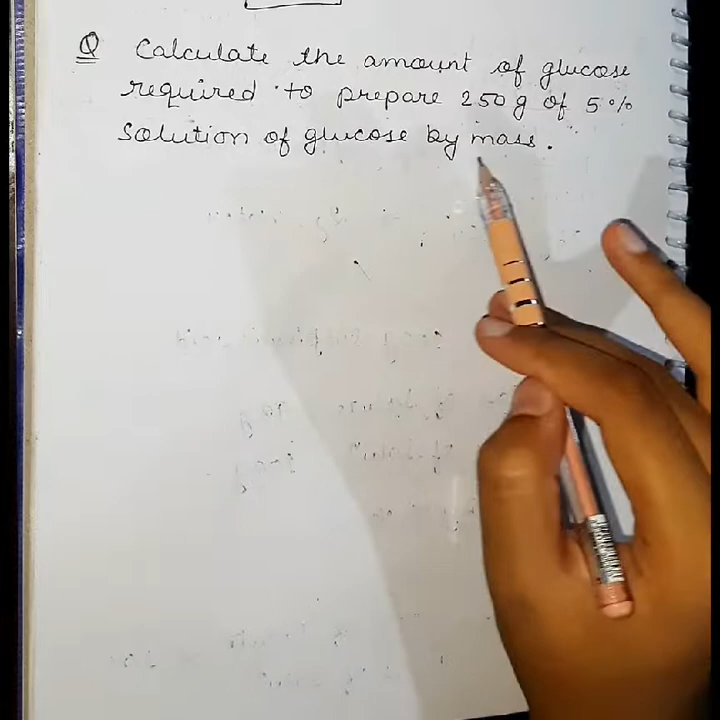 Q Calculate the amount of glucose
required to prepare 250 g of 5%
solution of glucose by mass.